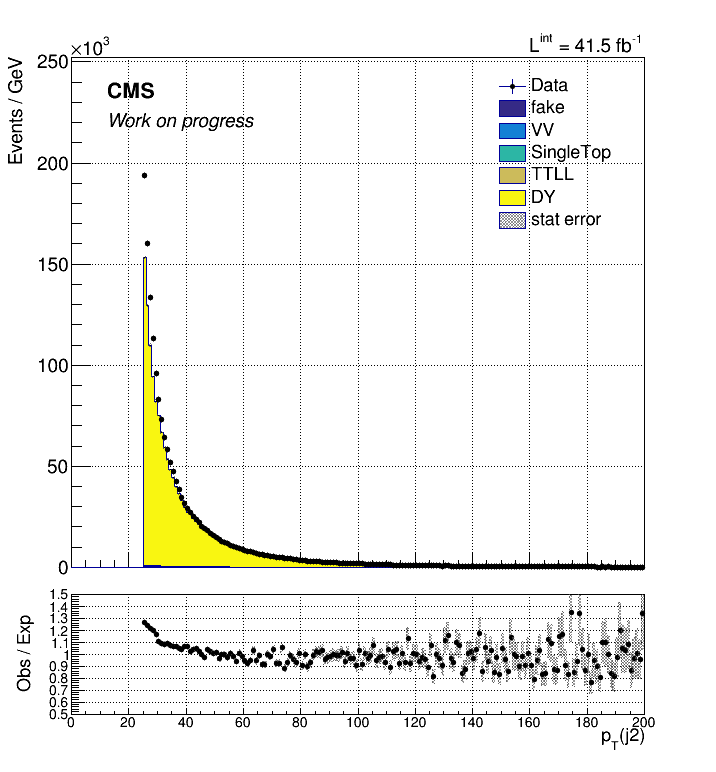 ×10³
L^int = 41.5 fb⁻¹
Events / GeV
250
200
150
100
50
0
CMS
Work on progress
Data
fake
VV
SingleTop
TTLL
DY
stat error
Obs / Exp
1.5
1.4
1.3
1.2
1.1
1
0.9
0.8
0.7
0.6
0.5
0 20 40 60 80 100 120 140 160 180 200
p_T(j2)